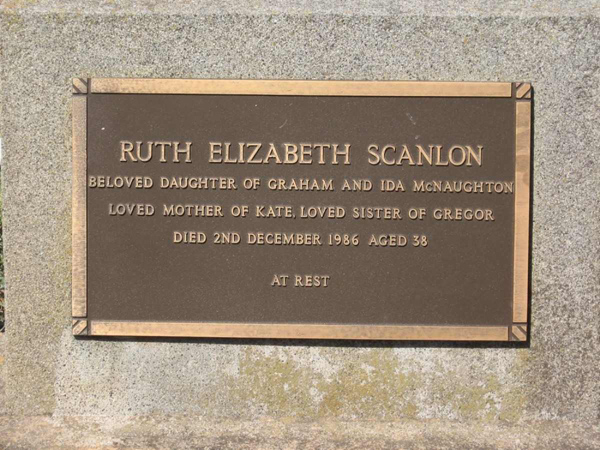 RUTH ELIZABETH SCANLON
BELOVED DAUGHTER OF GRAHAM AND IDA McNAUGHTON
LOVED MOTHER OF KATE, LOVED SISTER OF GREGOR
DIED 2ND DECEMBER 1986 AGED 38
AT REST